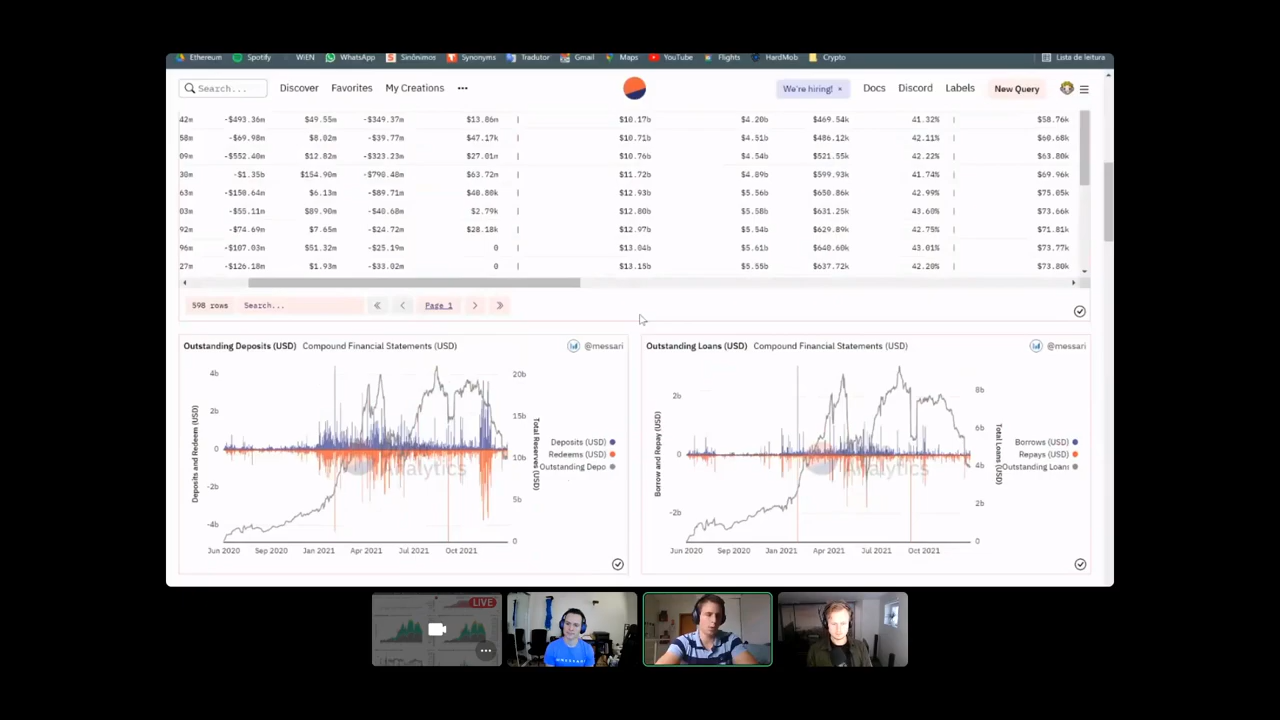 Ethereum Spotify WiEN WhatsApp Sinônimos Synonyms Tradutor Gmail Maps YouTube Flights HardMob Crypto Lista de leitura
Search... Discover Favorites My Creations ••• We're hiring! × Docs Discord Labels New Query
42m -$493.36m $49.55m -$349.37m $13.86m | $10.17b $4.20b $469.54k 41.32% | $58.76k
58m -$69.98m $8.02m -$39.77m $47.17k | $10.71b $4.51b $486.12k 42.11% | $60.68k
09m -$552.40m $12.82m -$323.23m $27.01m | $10.76b $4.54b $521.55k 42.22% | $63.80k
30m -$1.35b $154.90m -$790.48m $63.72m | $11.72b $4.89b $599.93k 41.74% | $69.96k
63m -$150.64m $6.13m -$89.71m $40.80k | $12.93b $5.56b $650.86k 42.99% | $75.05k
03m -$55.11m $89.90m -$40.68m $2.79k | $12.80b $5.58b $631.25k 43.60% | $73.66k
92m -$74.69m $7.65m -$24.72m $28.18k | $12.97b $5.54b $629.89k 42.75% | $71.81k
96m -$107.03m $51.32m -$25.19m 0 | $13.04b $5.61b $640.60k 43.01% | $73.77k
27m -$126.18m $1.93m -$33.02m 0 | $13.15b $5.55b $637.72k 42.20% | $73.80k
598 rows Search... « ‹ Page 1 › »
Outstanding Deposits (USD) Compound Financial Statements (USD) @messari
Deposits and Redeem (USD)
4b
2b
0
-2b
-4b
20b
15b
10b
5b
0
Total Reserves (USD)
Deposits (USD)
Redeems (USD)
Outstanding Depo
Analytics
Jun 2020 Sep 2020 Jan 2021 Apr 2021 Jul 2021 Oct 2021
Outstanding Loans (USD) Compound Financial Statements (USD) @messari
Borrow and Repay (USD)
2b
0
-2b
8b
6b
4b
2b
0
Total Loans (USD)
Borrows (USD)
Repays (USD)
Outstanding Loans
Analytics
Jun 2020 Sep 2020 Jan 2021 Apr 2021 Jul 2021 Oct 2021
LIVE